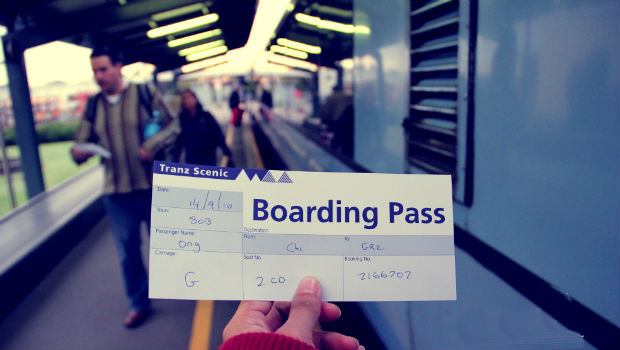 Tranz Scenic
Boarding Pass
Date: 14/9/10
Train: 803
Passenger Name: Ong
Destination
From: CHC To: GRZ
Carriage: G
Seat No. 2 CD
Booking No. 2166707